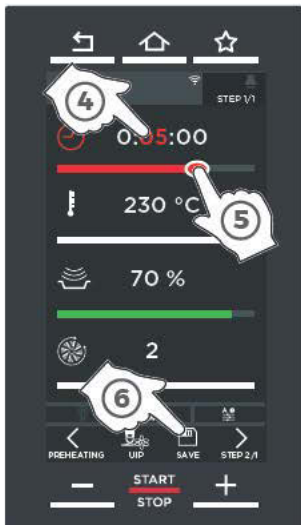 STEP 1/1
4
0:05:00
5
230 °C
70 %
2
6
PREHEATING UIP SAVE STEP 2/1
START
STOP